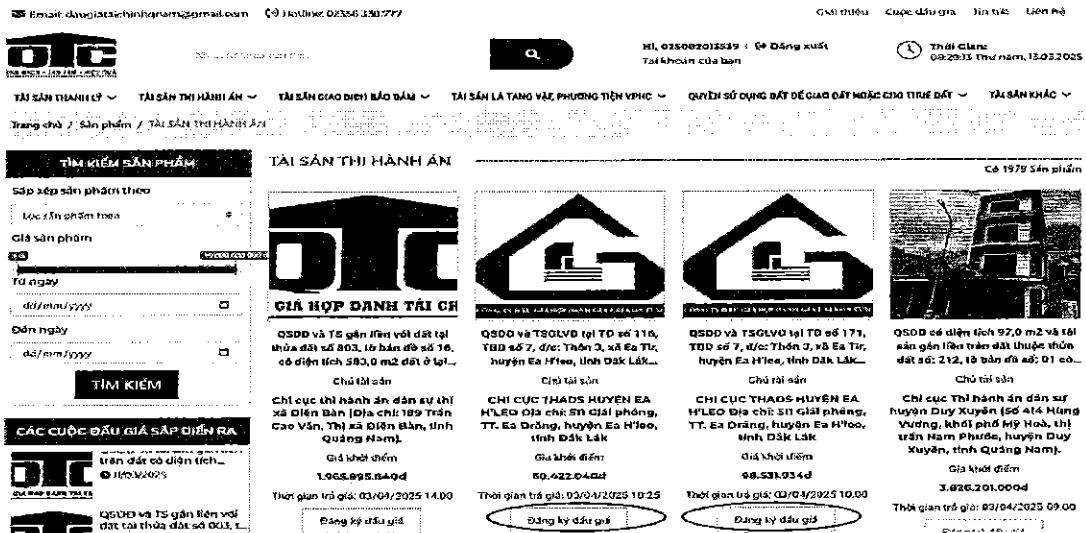 Email: daugiataichinhqnam@gmail.com
Hotline: 02356 330777
Giới thiệu Cuộc đấu giá Tin tức Liên hệ
OTC
Hi, 025082013539 Đăng xuất
Tài khoản của bạn
Thời Gian:
08:29:13 Thứ năm, 13.03.2025
TÀI SẢN THANH LÝ TÀI SẢN THI HÀNH ÁN TÀI SẢN GIAO DỊCH BẢO ĐẢM TÀI SẢN LÀ TANG VẬT, PHƯƠNG TIỆN VPHC QUYỀN SỬ DỤNG ĐẤT ĐỂ GIAO ĐẤT HOẶC CHO THUÊ ĐẤT TÀI SẢN KHÁC
Trang chủ / Sản phẩm / TÀI SẢN THI HÀNH ÁN
TÌM KIẾM SẢN PHẨM
Sắp xếp sản phẩm theo
Lọc sản phẩm theo
Giá sản phẩm
Từ ngày
dd/mm/yyyy
Đến ngày
dd/mm/yyyy
TÌM KIẾM
CÁC CUỘC ĐẤU GIÁ SẮP DIỄN RA
trên đất có diện tích...
QSDĐ và TS gắn liền với
TÀI SẢN THI HÀNH ÁN
Có 1978 Sản phẩm
OTC
GIÁ HỢP DANH TÀI CH
QSDĐ và TS gắn liền với đất tại
thửa đất số 803, tờ bản đồ số 16,
có diện tích 583,0 m2 đất ở tại...
Chủ tài sản
Chi cục thi hành án dân sự thị
xã Điện Bàn (Địa chỉ: 189 Trần
Cao Vân, Thị xã Điện Bàn, tỉnh
Quảng Nam).
Giá khởi điểm
1.965.895.840đ
Thời gian trả giá: 03/04/2025 14:00
Đăng ký đấu giá
QSDĐ và TSGLVĐ tại TĐ số 116,
TBĐ số 7, đ/c: Thôn 3, xã Ea Tir,
huyện Ea H'leo, tỉnh Đắk Lắk...
Chủ tài sản
CHI CỤC THADS HUYỆN EA
H'LEO Địa chỉ: 511 Giải phóng,
TT. Ea Drăng, huyện Ea H'leo,
tỉnh Đắk Lắk
Giá khởi điểm
50.422.040đ
Thời gian trả giá: 03/04/2025 10:25
Đăng ký đấu giá
QSDĐ và TSGLVĐ tại TĐ số 171,
TBĐ số 7, đ/c: Thôn 3, xã Ea Tir,
huyện Ea H'leo, tỉnh Đắk Lắk...
Chủ tài sản
CHI CỤC THADS HUYỆN EA
H'LEO Địa chỉ: 511 Giải phóng,
TT. Ea Drăng, huyện Ea H'leo,
tỉnh Đắk Lắk
Giá khởi điểm
98.531.934đ
Thời gian trả giá: 03/04/2025 10:00
Đăng ký đấu giá
QSDĐ có diện tích 97,0 m2 và tài
sản gắn liền trên đất thuộc thửa
đất số: 212, tờ bản đồ số: 01 có...
Chủ tài sản
Chi cục Thi hành án dân sự
huyện Duy Xuyên (Số 414 Hùng
Vương, khối phố Mỹ Hoà, thị
trấn Nam Phước, huyện Duy
Xuyên, tỉnh Quảng Nam).
Giá khởi điểm
3.826.201.000đ
Thời gian trả giá: 03/04/2025 09:00
Đăng ký đấu giá